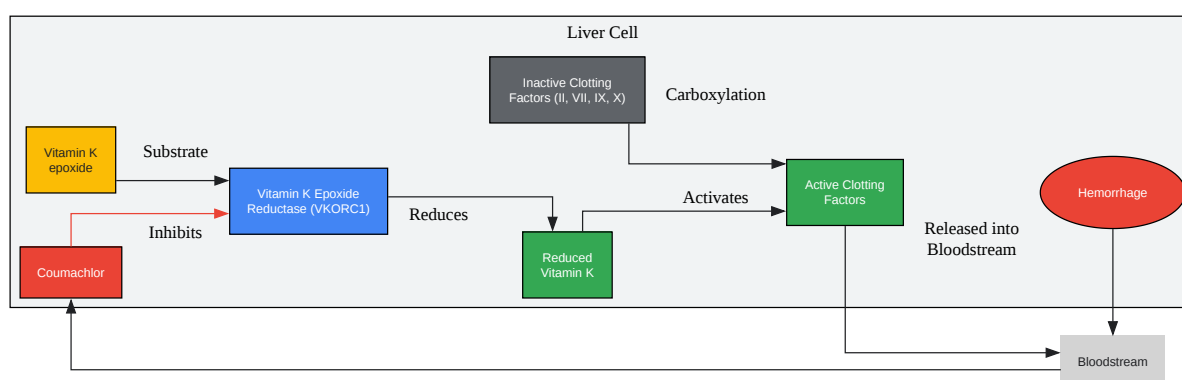 Liver Cell
Inactive Clotting
Factors (II, VII, IX, X)
Carboxylation
Vitamin K
epoxide
Substrate
Vitamin K Epoxide
Reductase (VKORC1)
Inhibits
Coumachlor
Reduces
Reduced
Vitamin K
Activates
Active Clotting
Factors
Released into
Bloodstream
Hemorrhage
Bloodstream